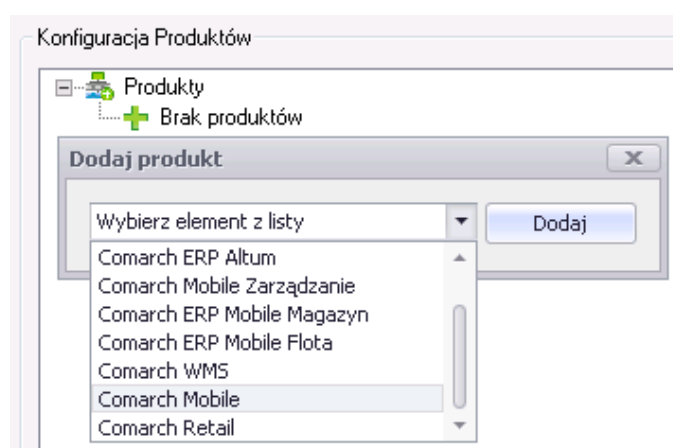 Konfiguracja Produktów
Produkty
Brak produktów
Dodaj produkt
Wybierz element z listy
Dodaj
Comarch ERP Altum
Comarch Mobile Zarządzanie
Comarch ERP Mobile Magazyn
Comarch ERP Mobile Flota
Comarch WMS
Comarch Mobile
Comarch Retail